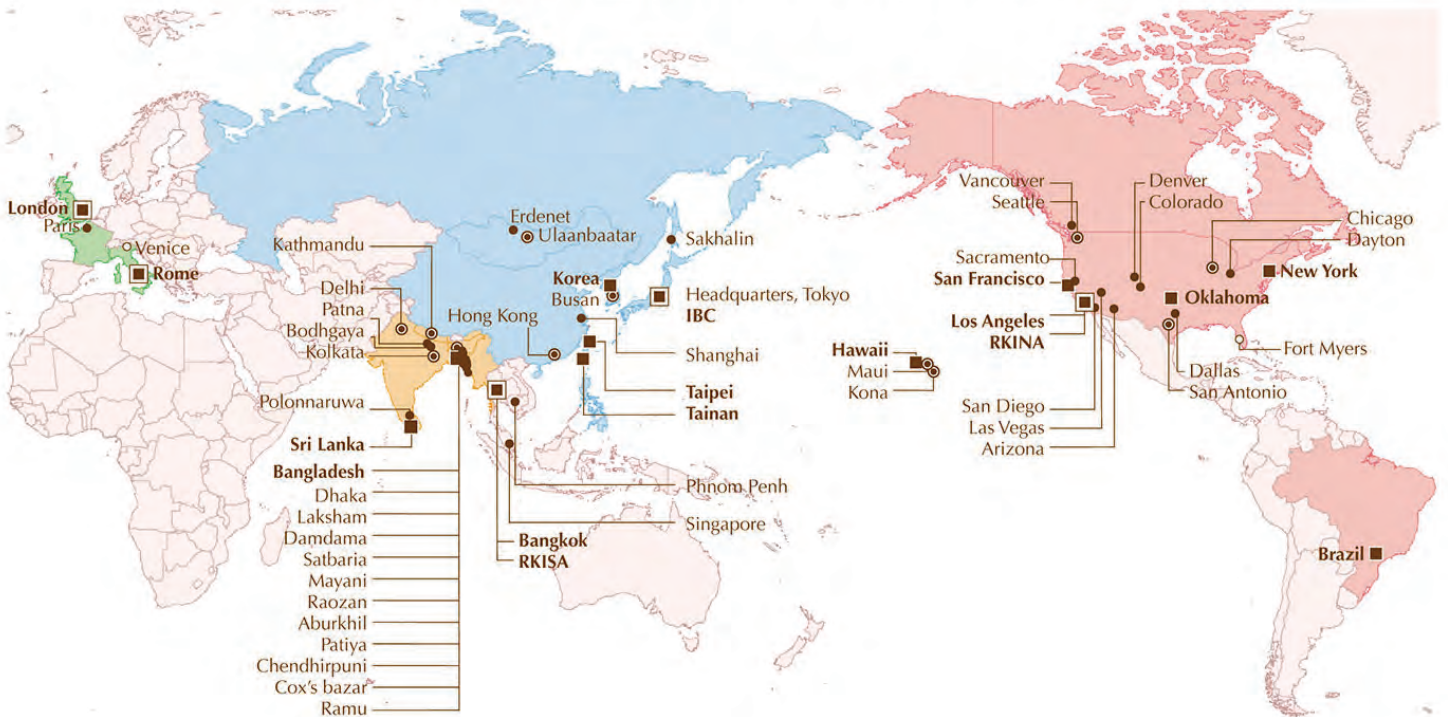 London
Paris
Venice
Rome
Kathmandu
Delhi
Patna
Bodhgaya
Kolkata
Polonnaruwa
Sri Lanka
Bangladesh
Dhaka
Laksham
Damdama
Satbaria
Mayani
Raozan
Aburkhil
Patiya
Chendhirpuni
Cox's bazar
Ramu
Erdenet
Ulaanbaatar
Sakhalin
Korea
Busan
Headquarters, Tokyo
IBC
Hong Kong
Shanghai
Taipei
Tainan
Phnom Penh
Singapore
Bangkok
RKISA
Hawaii
Maui
Kona
Vancouver
Seattle
Sacramento
San Francisco
Los Angeles
RKINA
San Diego
Las Vegas
Arizona
Denver
Colorado
Chicago
Dayton
New York
Oklahoma
Fort Myers
Dallas
San Antonio
Brazil